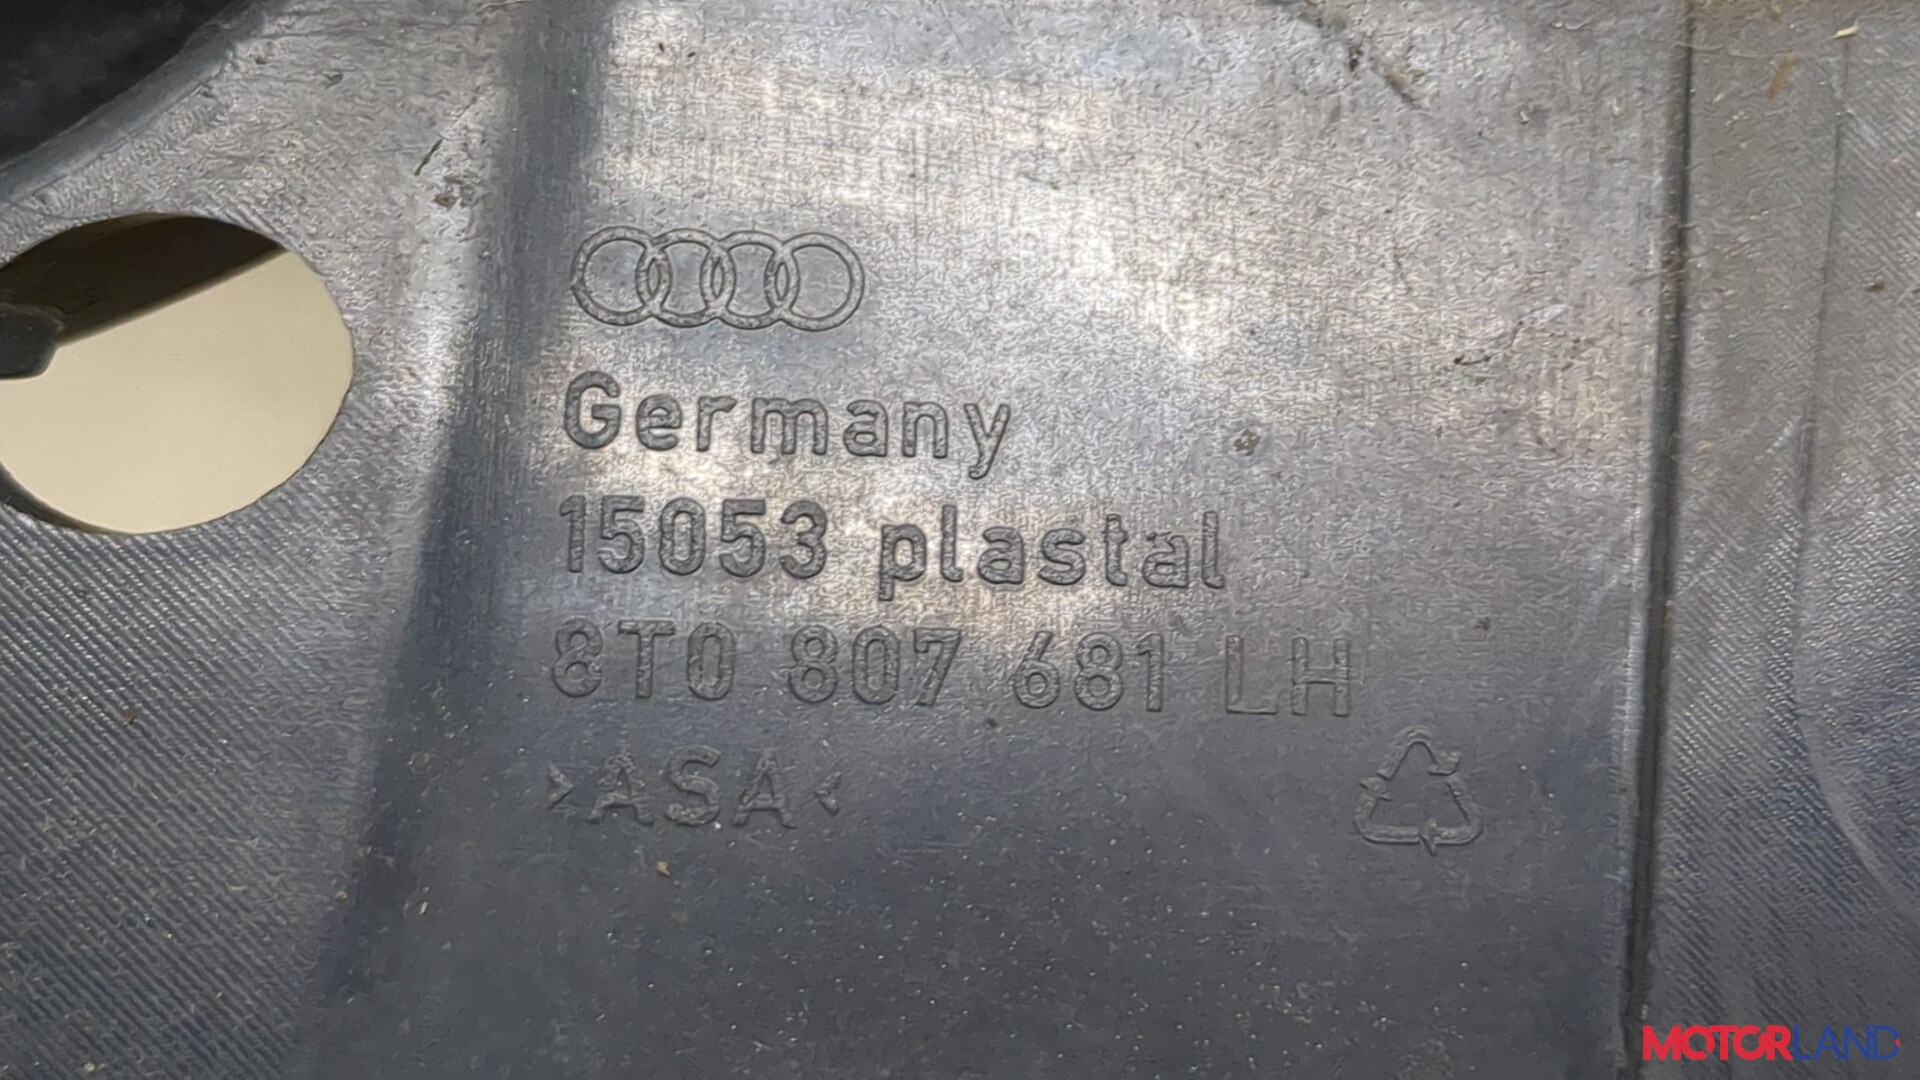 Germany
15053 plastal
8T0 807 681 LH
>ASA<
MOTORLAND